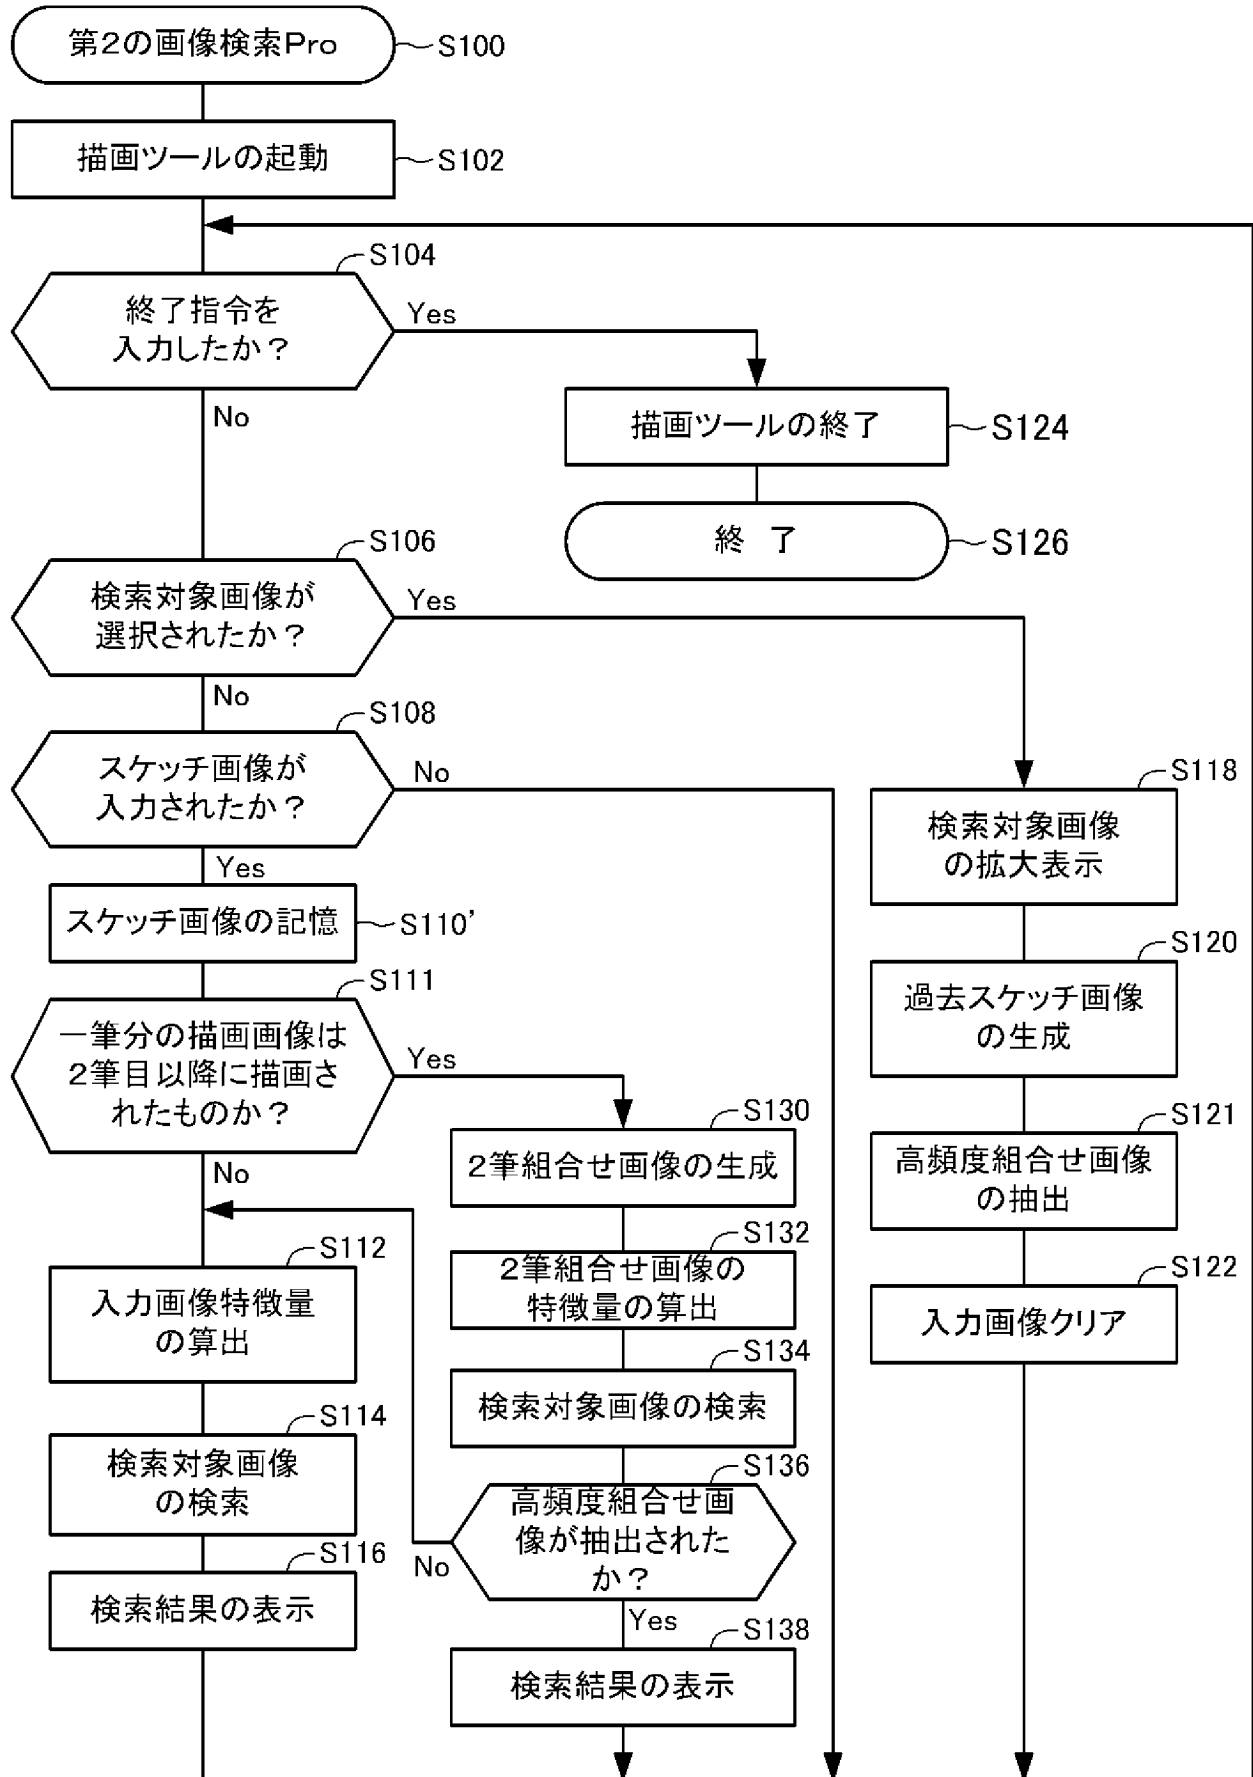 第２の画像検索Pro
S100
描画ツールの起動
S102
S104
終了指令を
入力したか？
Yes
No
描画ツールの終了
S124
終 了
S126
S106
検索対象画像が
選択されたか？
Yes
No
S108
スケッチ画像が
入力されたか？
No
Yes
スケッチ画像の記憶
S110’
S111
一筆分の描画画像は
２筆目以降に描画さ
れたものか？
Yes
No
S118
検索対象画像
の拡大表示
S120
過去スケッチ画像
の生成
S121
高頻度組合せ画像
の抽出
S122
入力画像クリア
S130
２筆組合せ画像の生成
S132
２筆組合せ画像の
特徴量の算出
S134
検索対象画像の検索
S136
高頻度組合せ画
像が抽出された
か？
No
Yes
S138
検索結果の表示
S112
入力画像特徴量
の算出
S114
検索対象画像
の検索
S116
検索結果の表示